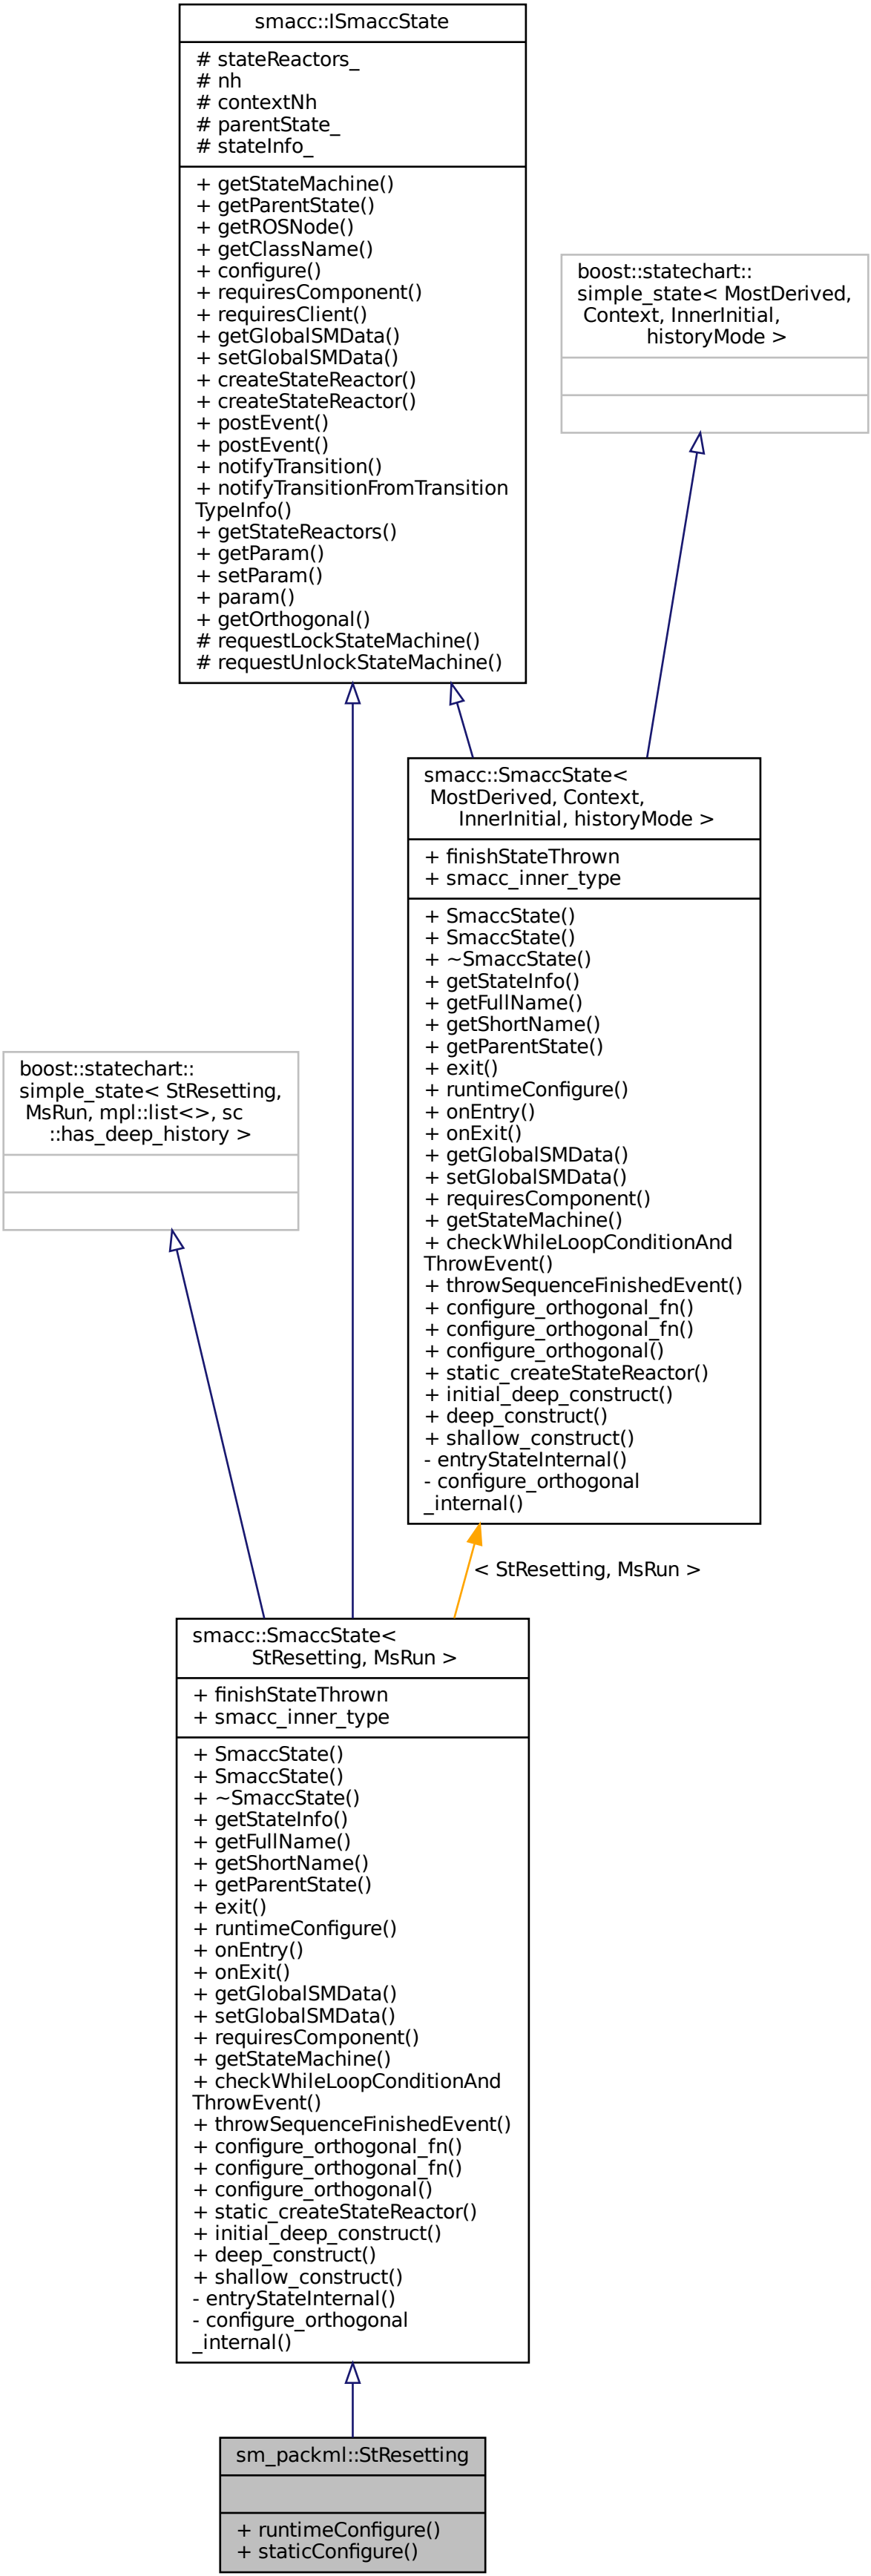 smacc::ISmaccState
# stateReactors_
# nh
# contextNh
# parentState_
# stateInfo_
+ getStateMachine()
+ getParentState()
+ getROSNode()
+ getClassName()
+ configure()
+ requiresComponent()
+ requiresClient()
+ getGlobalSMData()
+ setGlobalSMData()
+ createStateReactor()
+ createStateReactor()
+ postEvent()
+ postEvent()
+ notifyTransition()
+ notifyTransitionFromTransition
TypeInfo()
+ getStateReactors()
+ getParam()
+ setParam()
+ param()
+ getOrthogonal()
# requestLockStateMachine()
# requestUnlockStateMachine()
boost::statechart::
simple_state< MostDerived,
Context, InnerInitial,
historyMode >
smacc::SmaccState<
MostDerived, Context,
InnerInitial, historyMode >
+ finishStateThrown
+ smacc_inner_type
+ SmaccState()
+ SmaccState()
+ ~SmaccState()
+ getStateInfo()
+ getFullName()
+ getShortName()
+ getParentState()
+ exit()
+ runtimeConfigure()
+ onEntry()
+ onExit()
+ getGlobalSMData()
+ setGlobalSMData()
+ requiresComponent()
+ getStateMachine()
+ checkWhileLoopConditionAnd
ThrowEvent()
+ throwSequenceFinishedEvent()
+ configure_orthogonal_fn()
+ configure_orthogonal_fn()
+ configure_orthogonal()
+ static_createStateReactor()
+ initial_deep_construct()
+ deep_construct()
+ shallow_construct()
- entryStateInternal()
- configure_orthogonal
_internal()
boost::statechart::
simple_state< StResetting,
MsRun, mpl::list<>, sc
::has_deep_history >
< StResetting, MsRun >
smacc::SmaccState<
StResetting, MsRun >
+ finishStateThrown
+ smacc_inner_type
+ SmaccState()
+ SmaccState()
+ ~SmaccState()
+ getStateInfo()
+ getFullName()
+ getShortName()
+ getParentState()
+ exit()
+ runtimeConfigure()
+ onEntry()
+ onExit()
+ getGlobalSMData()
+ setGlobalSMData()
+ requiresComponent()
+ getStateMachine()
+ checkWhileLoopConditionAnd
ThrowEvent()
+ throwSequenceFinishedEvent()
+ configure_orthogonal_fn()
+ configure_orthogonal_fn()
+ configure_orthogonal()
+ static_createStateReactor()
+ initial_deep_construct()
+ deep_construct()
+ shallow_construct()
- entryStateInternal()
- configure_orthogonal
_internal()
sm_packml::StResetting
+ runtimeConfigure()
+ staticConfigure()